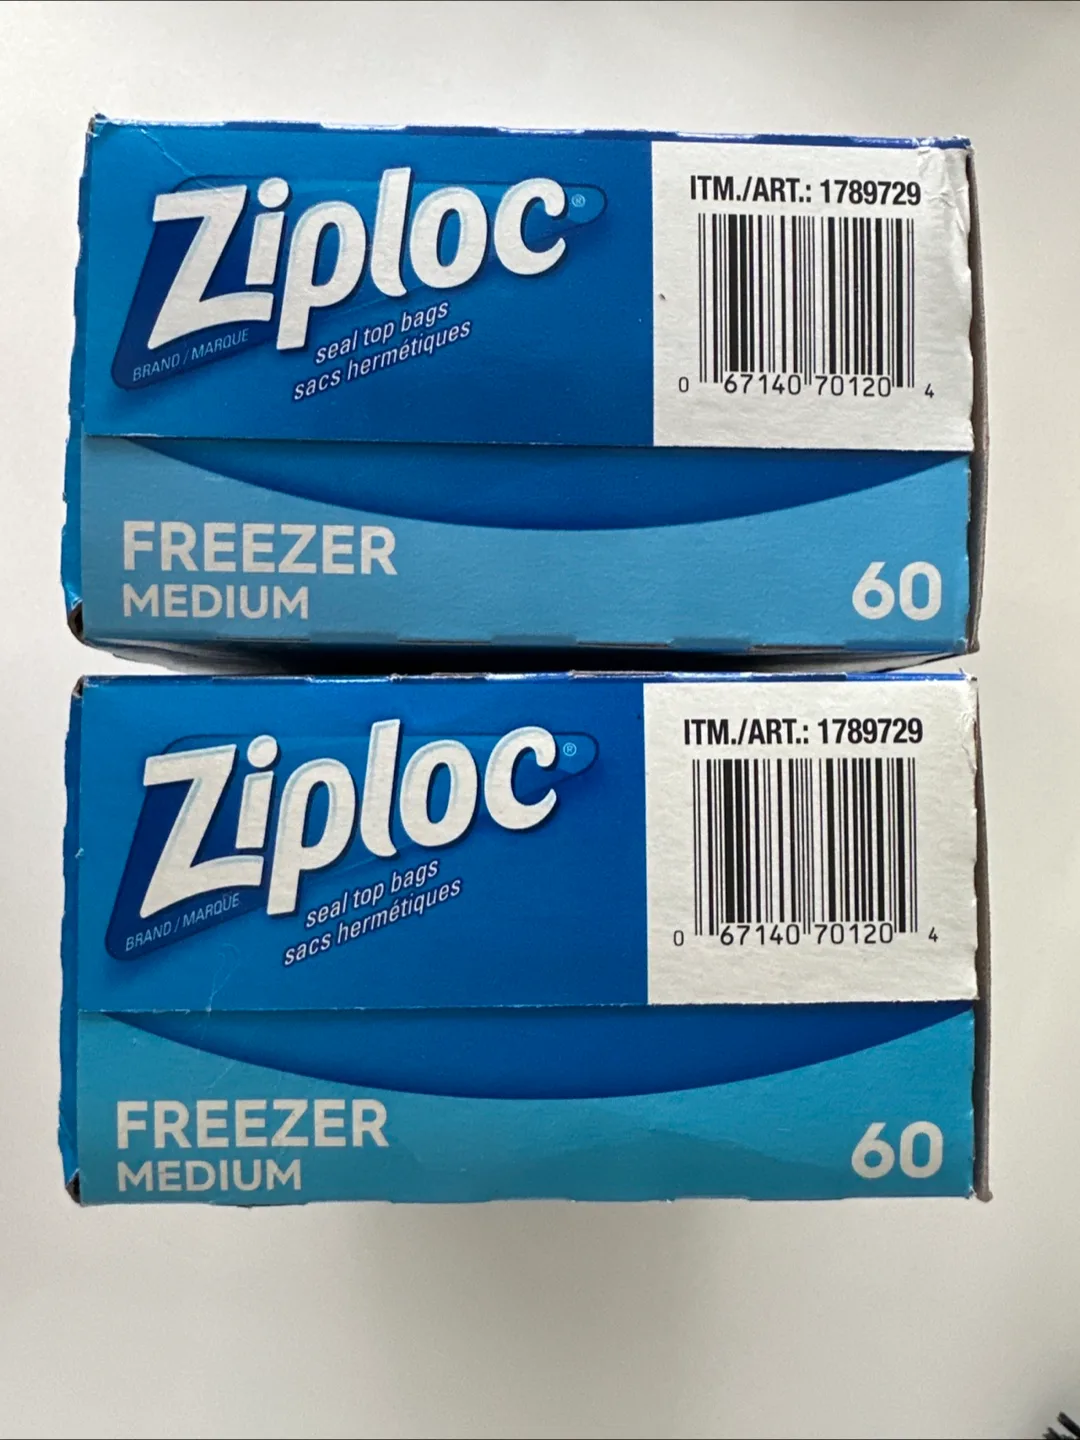 Ziploc®
BRAND / MARQUE
seal top bags
sacs hermétiques
ITM./ART.: 1789729
0 67140 70120 4
FREEZER
MEDIUM
60
Ziploc®
BRAND / MARQUE
seal top bags
sacs hermétiques
ITM./ART.: 1789729
0 67140 70120 4
FREEZER
MEDIUM
60